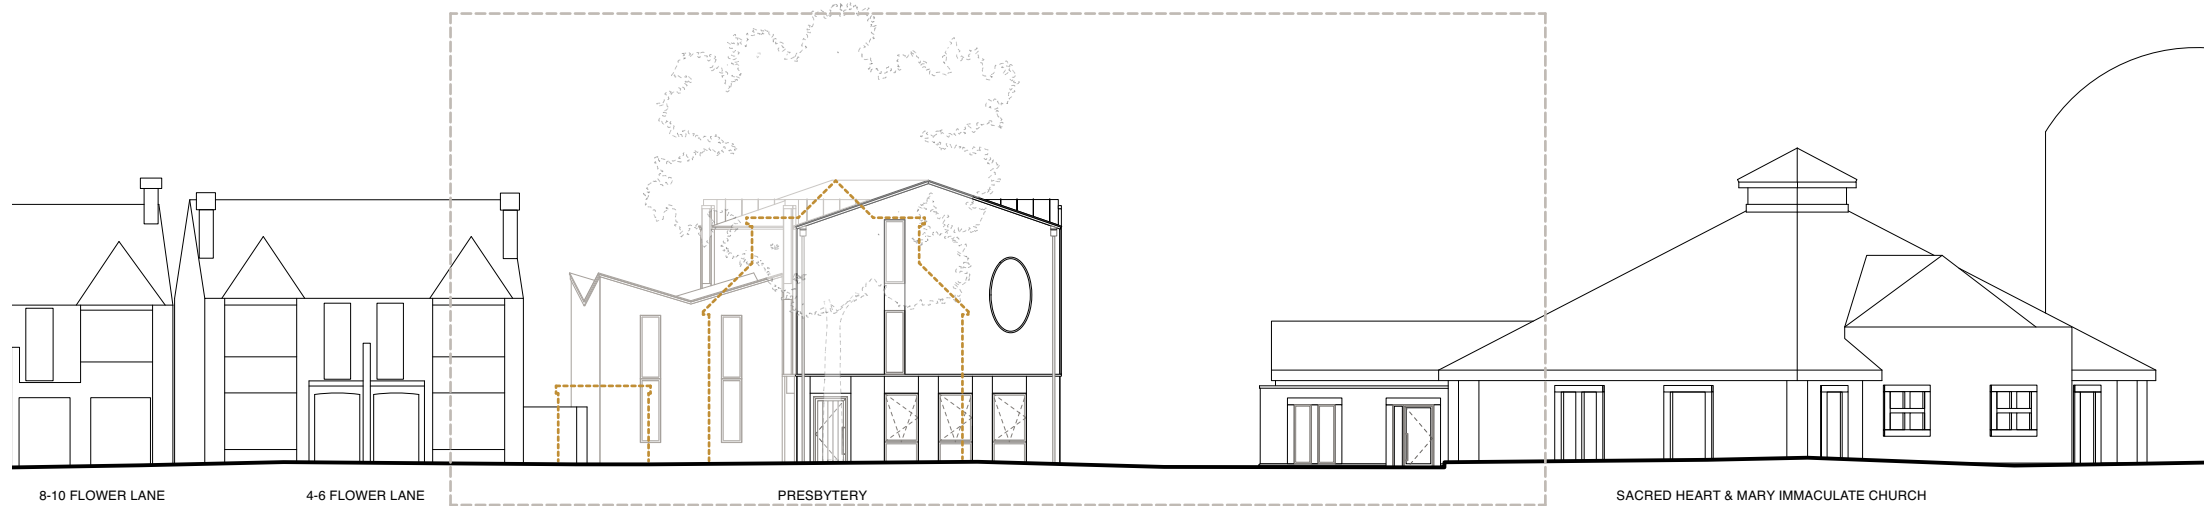 8-10 FLOWER LANE
4-6 FLOWER LANE
PRESBYTERY
SACRED HEART & MARY IMMACULATE CHURCH